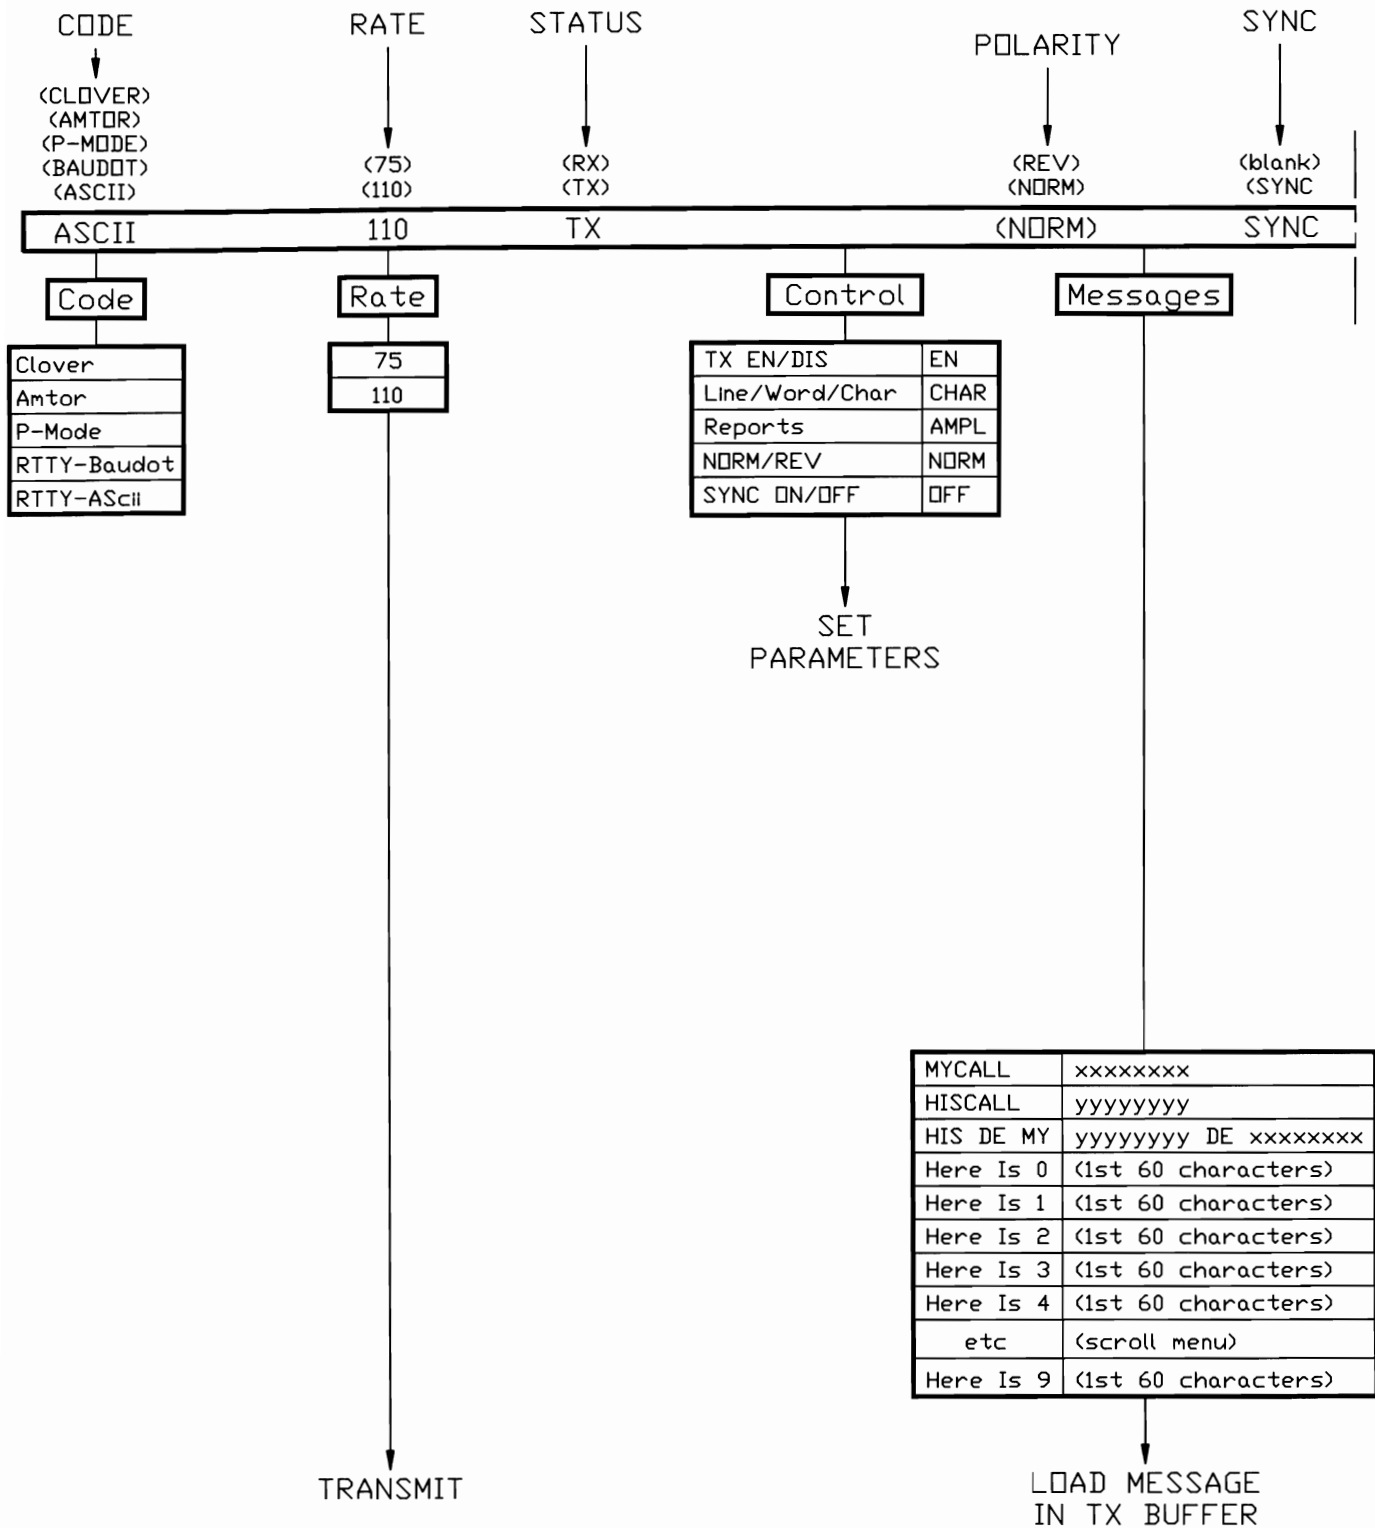 CODE RATE STATUS POLARITY SYNC
(CLOVER)
(AMTOR)
(P-MODE)
(BAUDOT) (75) (RX) (REV) (blank)
(ASCII) (110) (TX) (NORM) (SYNC
ASCII 110 TX (NORM) SYNC
Code Rate Control Messages
Clover 75 TX EN/DIS EN
Amtor 110 Line/Word/Char CHAR
P-Mode Reports AMPL
RTTY-Baudot NORM/REV NORM
RTTY-AScii SYNC ON/OFF OFF
SET
PARAMETERS
MYCALL xxxxxxxx
HISCALL yyyyyyyy
HIS DE MY yyyyyyyy DE xxxxxxxx
Here Is 0 (1st 60 characters)
Here Is 1 (1st 60 characters)
Here Is 2 (1st 60 characters)
Here Is 3 (1st 60 characters)
Here Is 4 (1st 60 characters)
etc (scroll menu)
Here Is 9 (1st 60 characters)
TRANSMIT LOAD MESSAGE
IN TX BUFFER